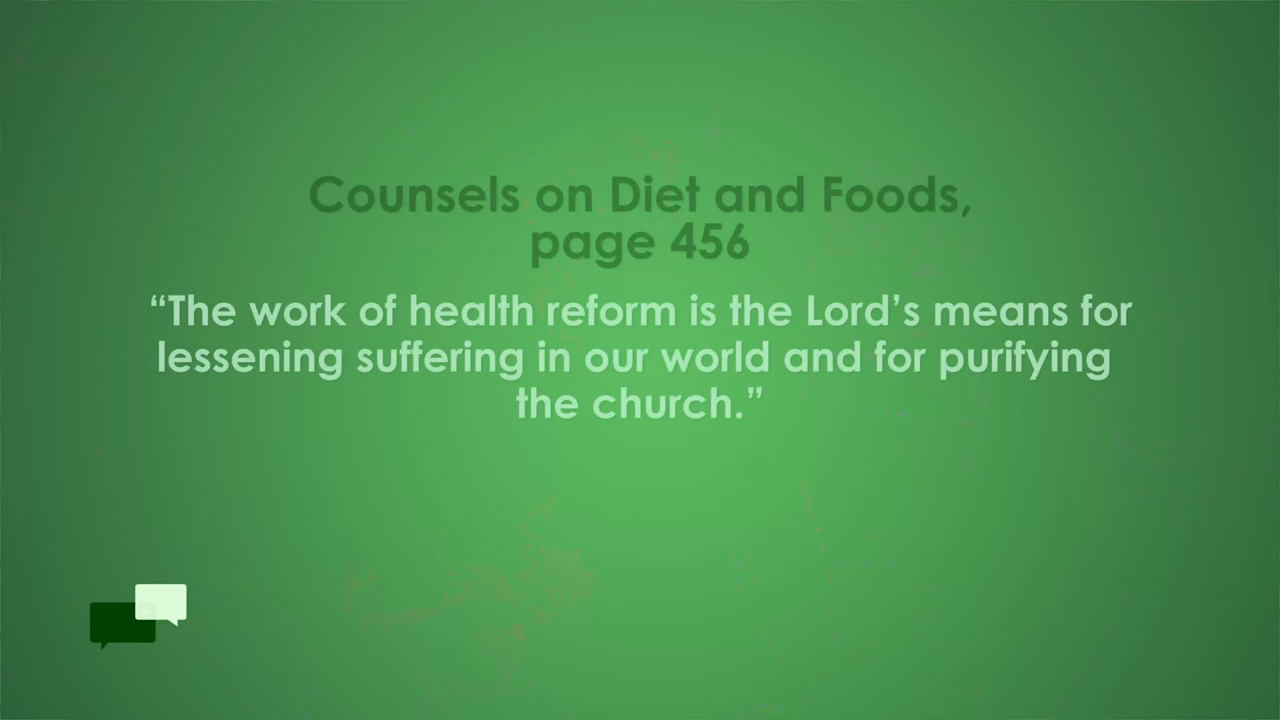 Counsels on Diet and Foods,
page 456
“The work of health reform is the Lord’s means for
lessening suffering in our world and for purifying
the church.”